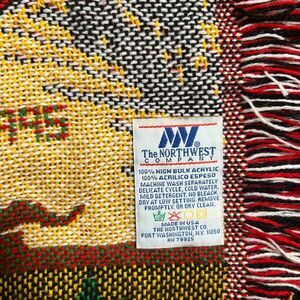 NW
The NORTHWEST
COMPANY
100% HIGH BULK ACRYLIC
100% ACRILICO ESPESO
MACHINE WASH SEPARATELY
DELICATE CYCLE, COLD WATER,
MILD DETERGENT. NO BLEACH.
DRY AT LOW SETTING. REMOVE
PROMPTLY. OR DRY CLEAN.
MADE IN USA
THE NORTHWEST CO.
PORT WASHINGTON, N.Y. 11050
RN 79925